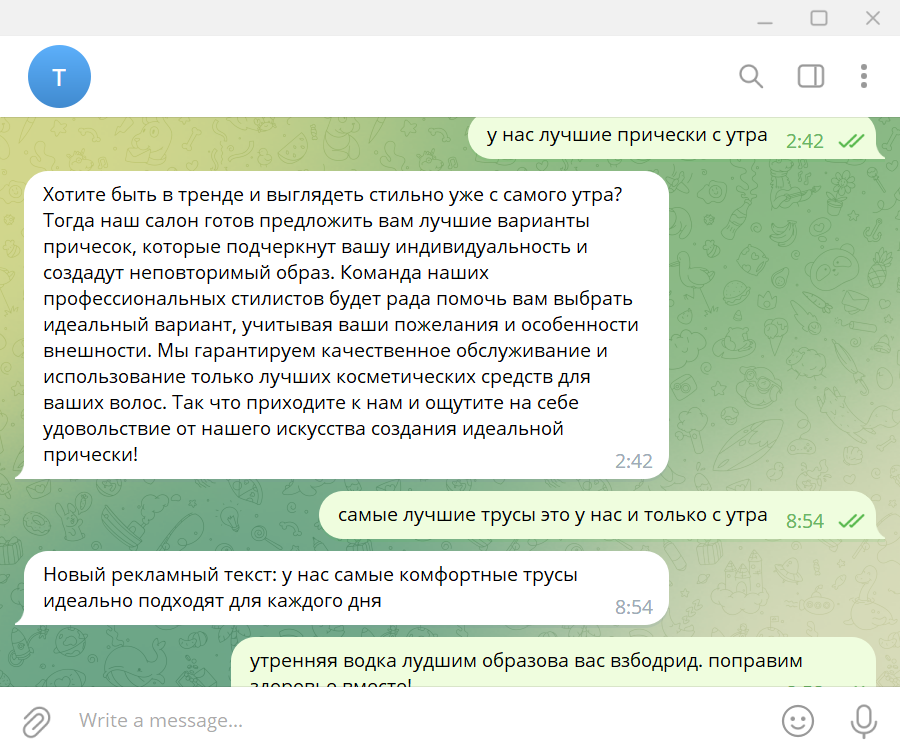 T
у нас лучшие прически с утра 2:42
Хотите быть в тренде и выглядеть стильно уже с самого утра?
Тогда наш салон готов предложить вам лучшие варианты
причесок, которые подчеркнут вашу индивидуальность и
создадут неповторимый образ. Команда наших
профессиональных стилистов будет рада помочь вам выбрать
идеальный вариант, учитывая ваши пожелания и особенности
внешности. Мы гарантируем качественное обслуживание и
использование только лучших косметических средств для
ваших волос. Так что приходите к нам и ощутите на себе
удовольствие от нашего искусства создания идеальной
прически! 2:42
самые лучшие трусы это у нас и только с утра 8:54
Новый рекламный текст: у нас самые комфортные трусы
идеально подходят для каждого дня 8:54
утренняя водка лудшим образова вас взбодрид. поправим
здоровье вместе!
Write a message...